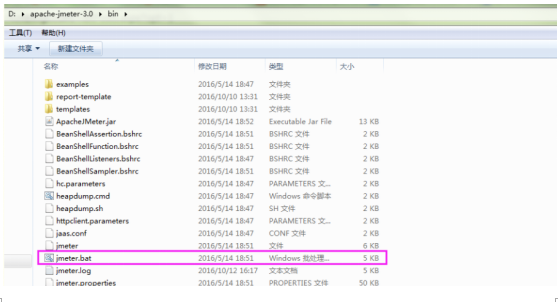 D: ▸ apache-jmeter-3.0 ▸ bin ▸
工具(T) 帮助(H)
共享 ▾ 新建文件夹
名称 修改日期 类型 大小
examples 2016/5/14 18:47 文件夹
report-template 2016/10/10 13:31 文件夹
templates 2016/10/10 13:31 文件夹
ApacheJMeter.jar 2016/5/14 18:52 Executable Jar File 13 KB
BeanShellAssertion.bshrc 2016/5/14 18:51 BSHRC 文件 2 KB
BeanShellFunction.bshrc 2016/5/14 18:51 BSHRC 文件 2 KB
BeanShellListeners.bshrc 2016/5/14 18:47 BSHRC 文件 2 KB
BeanShellSampler.bshrc 2016/5/14 18:51 BSHRC 文件 2 KB
hc.parameters 2016/5/14 18:47 PARAMETERS 文... 2 KB
heapdump.cmd 2016/5/14 18:47 Windows 命令脚本 2 KB
heapdump.sh 2016/5/14 18:47 SH 文件 2 KB
httpclient.parameters 2016/5/14 18:47 PARAMETERS 文... 2 KB
jaas.conf 2016/5/14 18:47 CONF 文件 2 KB
jmeter 2016/5/14 18:51 文件 6 KB
jmeter.bat 2016/5/14 18:51 Windows 批处理... 5 KB
jmeter.log 2016/10/12 16:17 文本文档 5 KB
jmeter.properties 2016/5/14 18:51 PROPERTIES 文件 50 KB